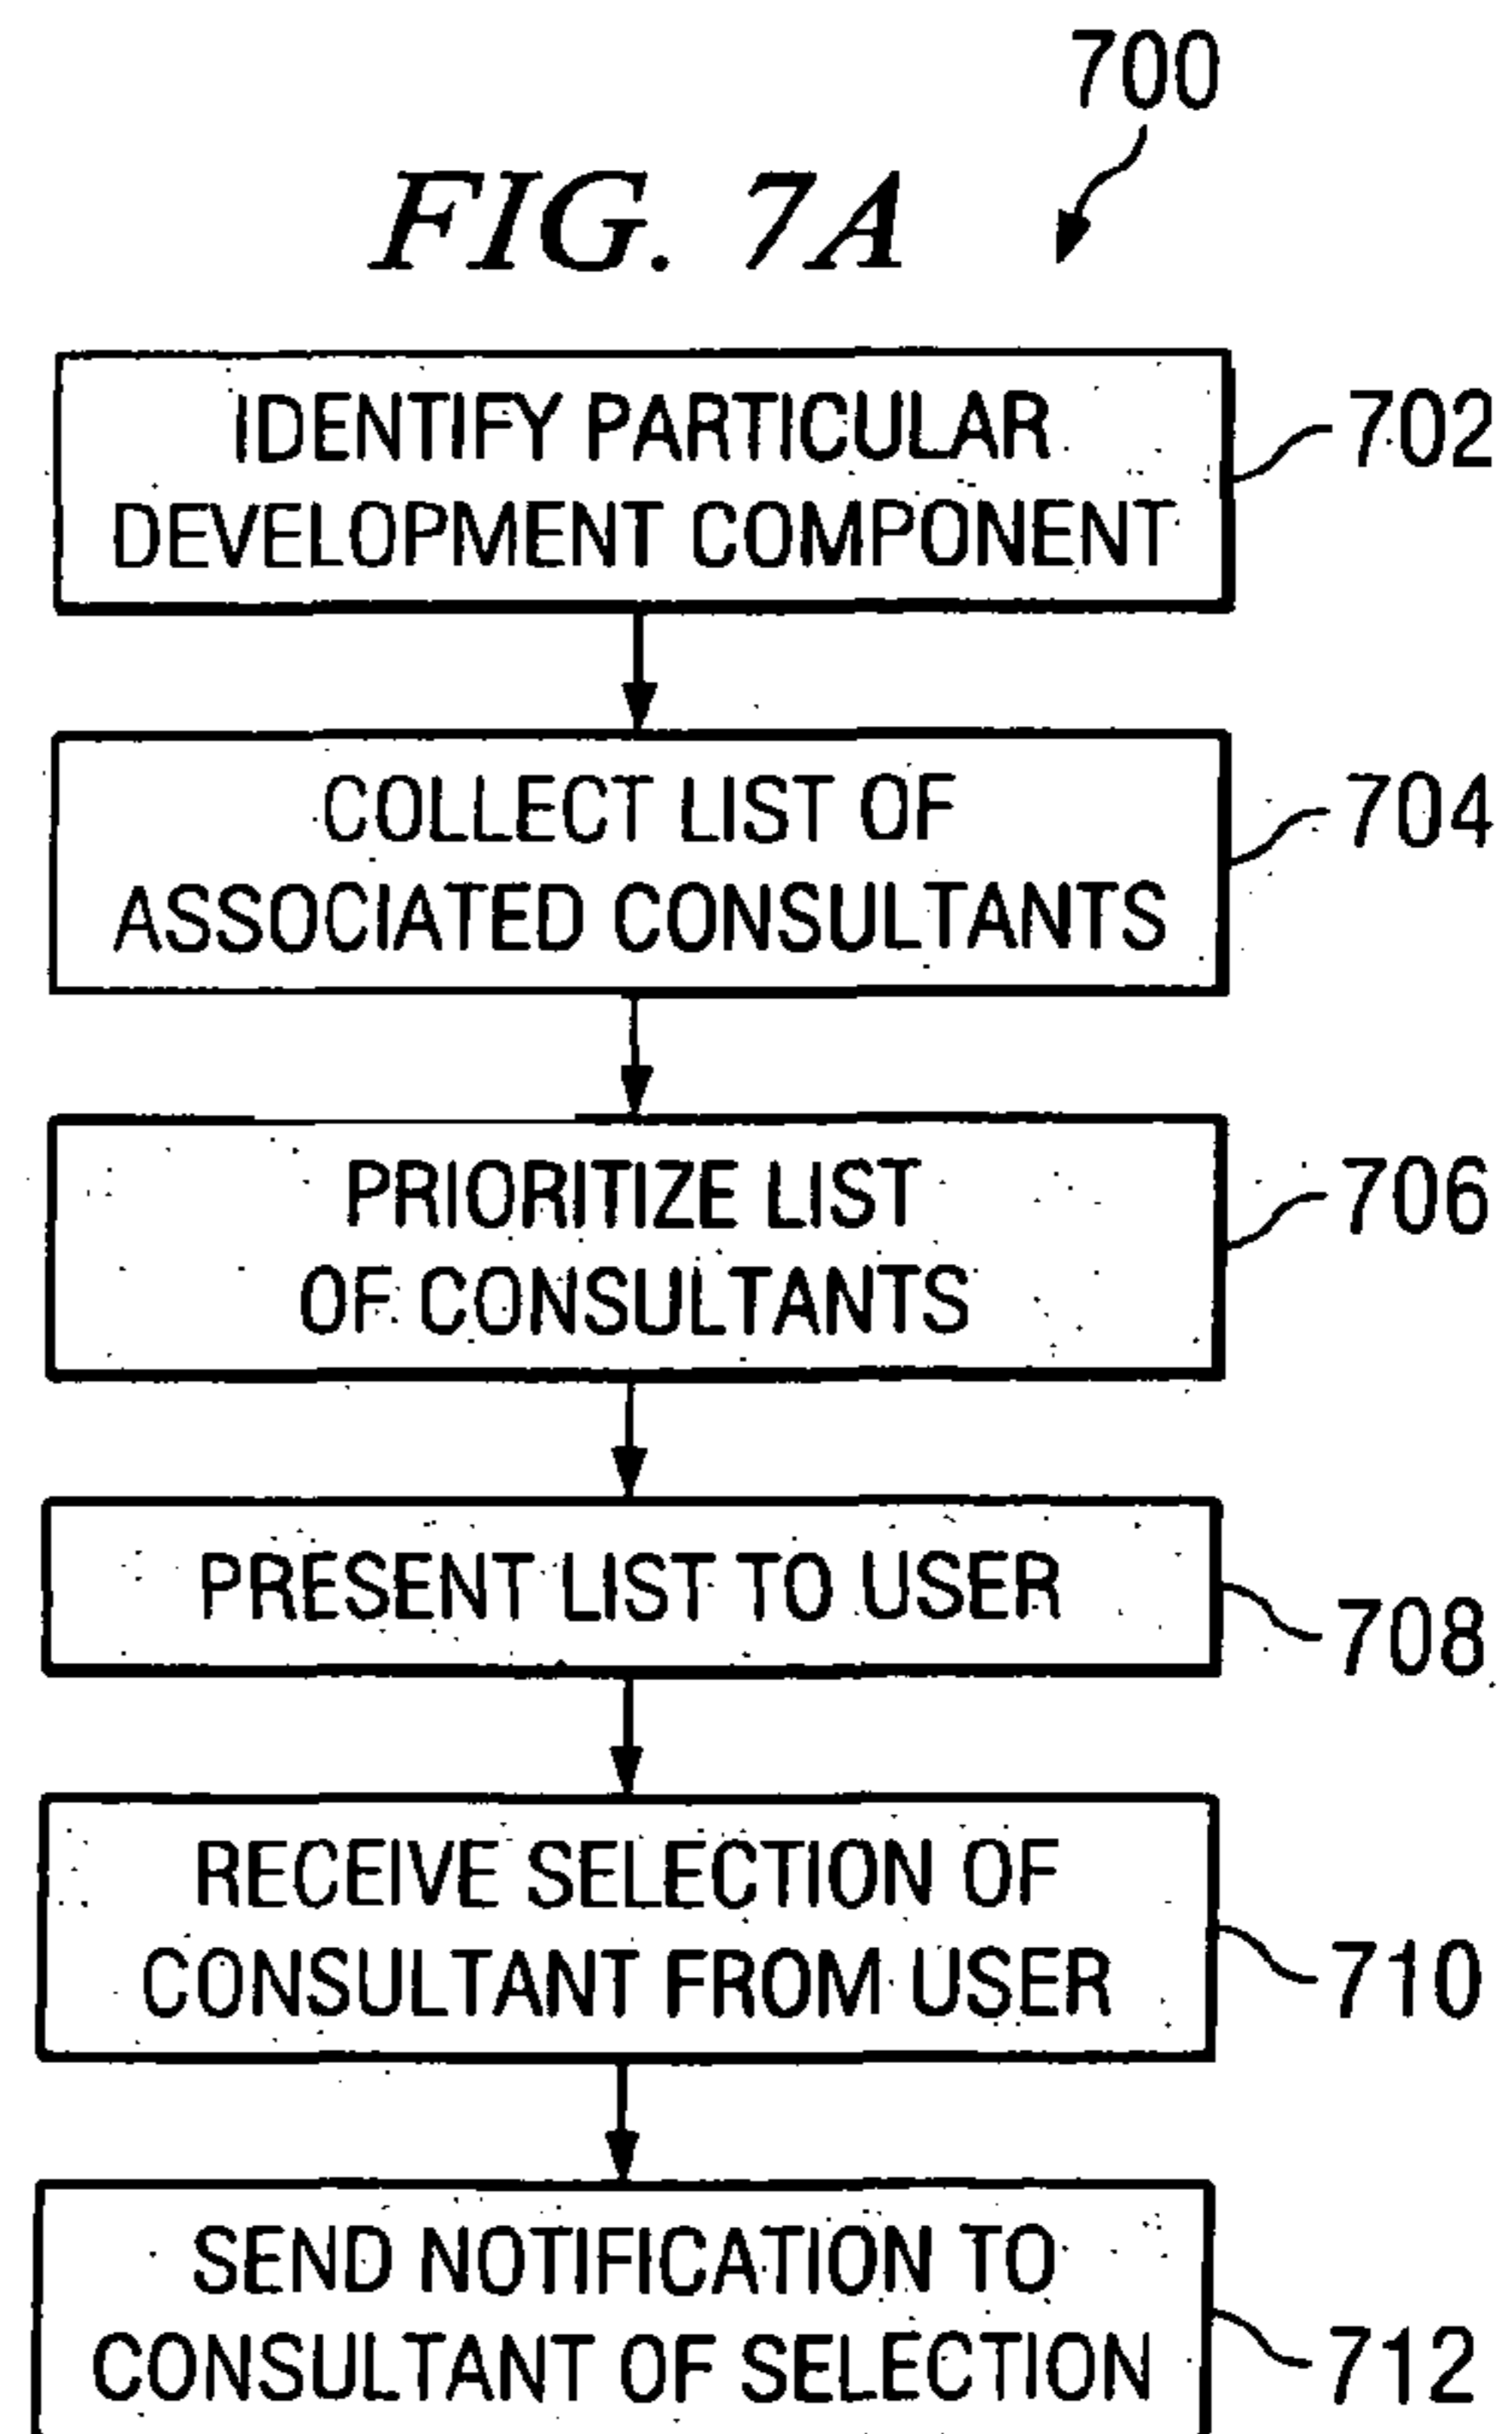 700
FIG. 7A
IDENTIFY PARTICULAR
DEVELOPMENT COMPONENT
702
COLLECT LIST OF
ASSOCIATED CONSULTANTS
704
PRIORITIZE LIST
OF CONSULTANTS
706
PRESENT LIST TO USER
708
RECEIVE SELECTION OF
CONSULTANT FROM USER
710
SEND NOTIFICATION TO
CONSULTANT OF SELECTION
712